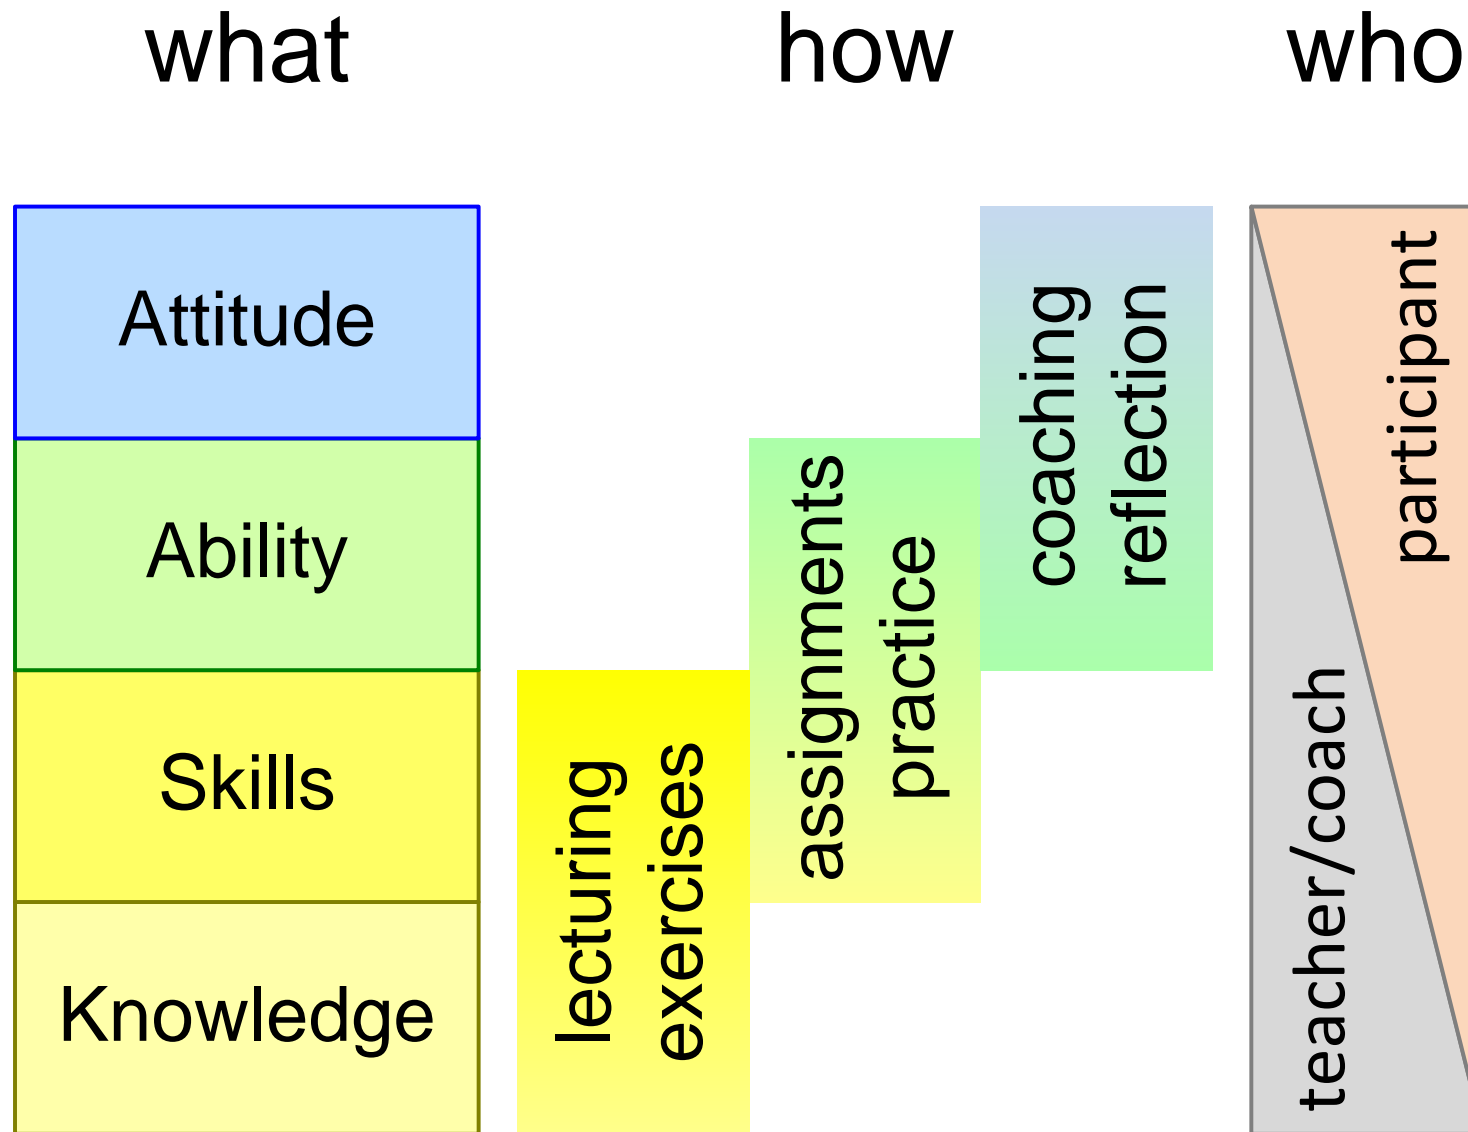 what
how
who
Attitude
Ability
Skills
Knowledge
lecturing
exercises
assignments
practice
coaching
reflection
teacher/coach
participant